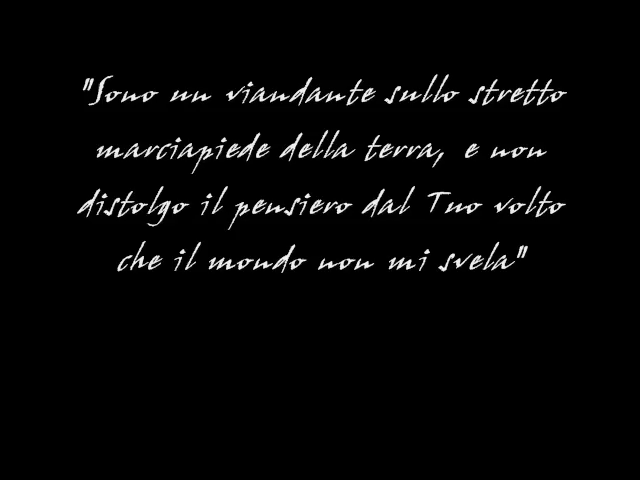 "Sono un viandante sullo stretto
marciapiede della terra, e non
distolgo il pensiero dal Tuo volto
che il mondo non mi svela"